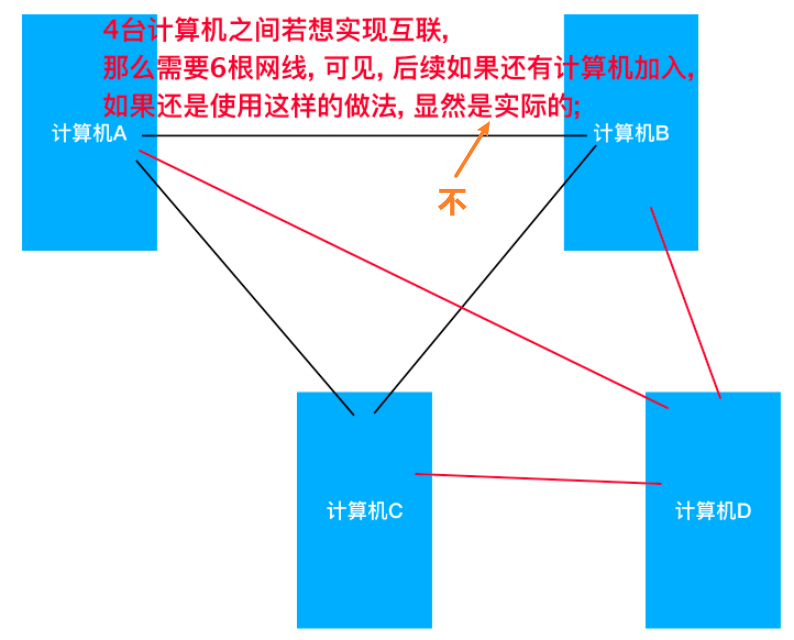 4台计算机之间若想实现互联,
那么需要6根网线, 可见, 后续如果还有计算机加入,
如果还是使用这样的做法, 显然是实际的;
不
计算机A
计算机B
计算机C
计算机D